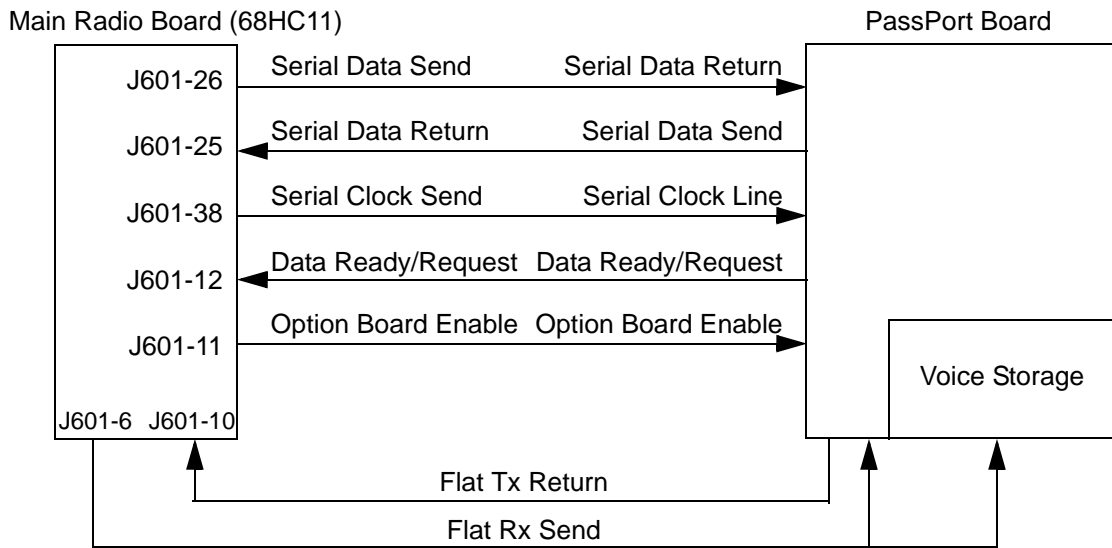 Main Radio Board (68HC11) PassPort Board
J601-26 Serial Data Send Serial Data Return
J601-25 Serial Data Return Serial Data Send
J601-38 Serial Clock Send Serial Clock Line
J601-12 Data Ready/Request Data Ready/Request
J601-11 Option Board Enable Option Board Enable
Voice Storage
J601-6 J601-10
Flat Tx Return
Flat Rx Send